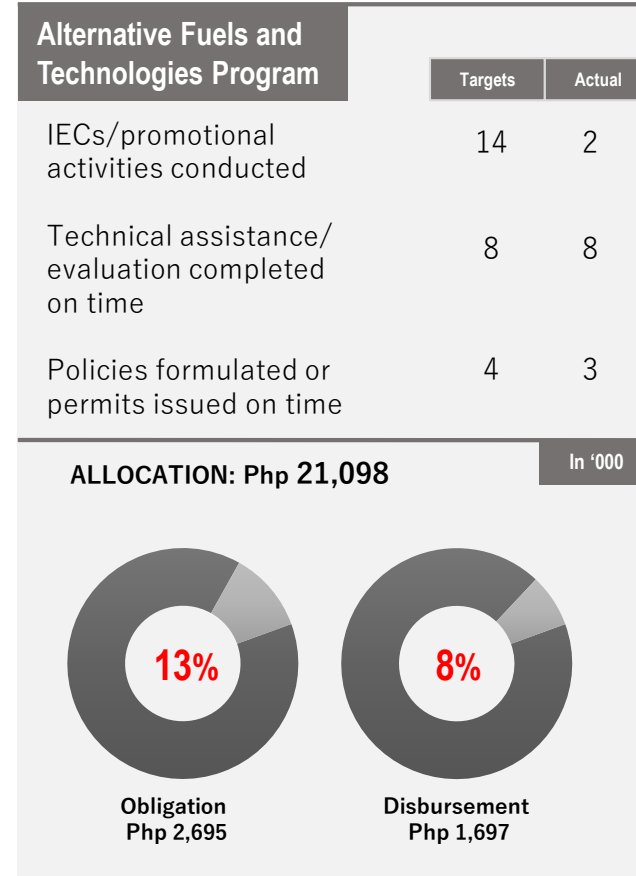 Alternative Fuels and
Technologies Program
Targets Actual
IECs/promotional
activities conducted
14 2
Technical assistance/
evaluation completed
on time
8 8
Policies formulated or
permits issued on time
4 3
ALLOCATION: Php 21,098
In ‘000
13%
8%
Obligation
Php 2,695
Disbursement
Php 1,697